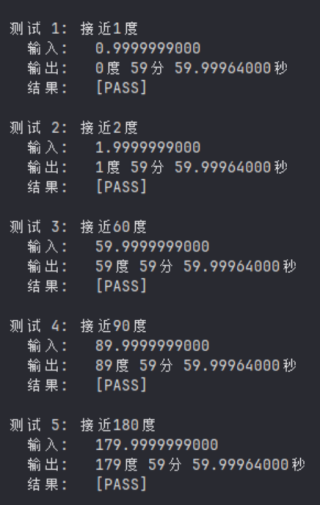 测试 1: 接近1度
输入: 0.9999999000
输出: 0度 59分 59.99964000秒
结果: [PASS]
测试 2: 接近2度
输入: 1.9999999000
输出: 1度 59分 59.99964000秒
结果: [PASS]
测试 3: 接近60度
输入: 59.9999999000
输出: 59度 59分 59.99964000秒
结果: [PASS]
测试 4: 接近90度
输入: 89.9999999000
输出: 89度 59分 59.99964000秒
结果: [PASS]
测试 5: 接近180度
输入: 179.9999999000
输出: 179度 59分 59.99964000秒
结果: [PASS]